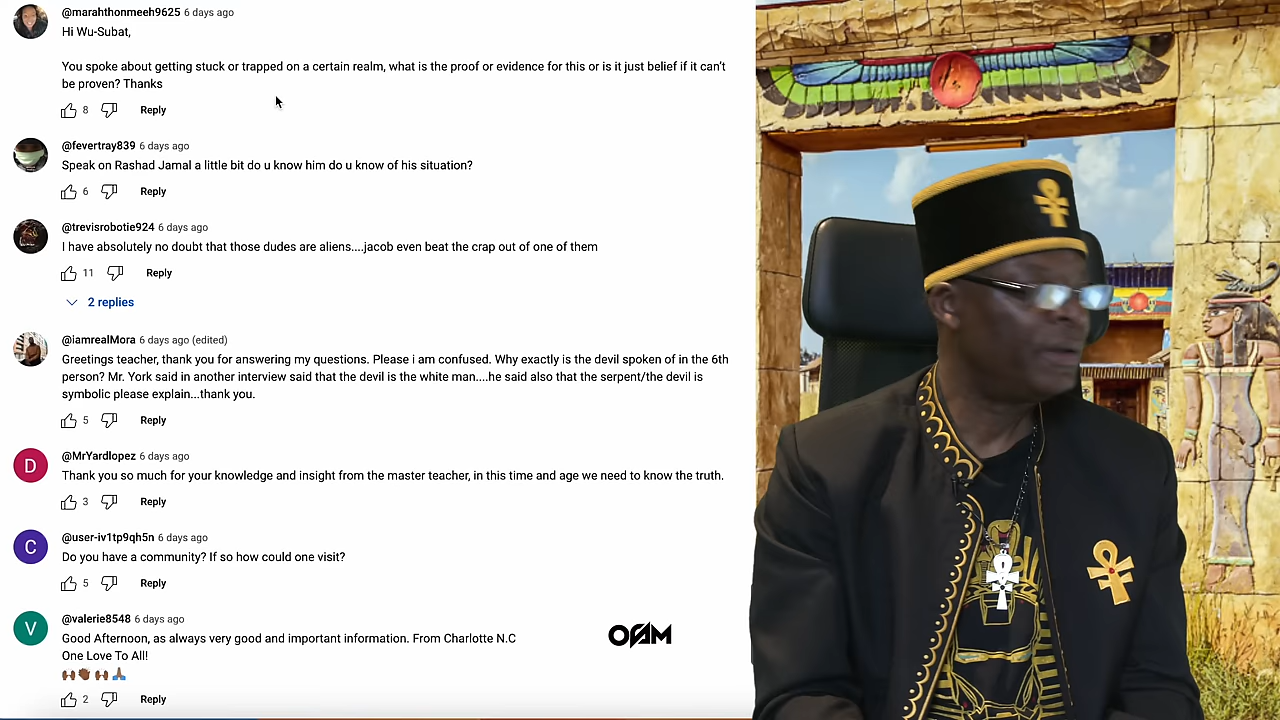 @marahthonmeeh9625 6 days ago
Hi Wu-Subat,
You spoke about getting stuck or trapped on a certain realm, what is the proof or evidence for this or is it just belief if it can't
be proven? Thanks
8 Reply
@fevertray839 6 days ago
Speak on Rashad Jamal a little bit do u know him do u know of his situation?
6 Reply
@trevisrobotie924 6 days ago
I have absolutely no doubt that those dudes are aliens....jacob even beat the crap out of one of them
11 Reply
2 replies
@iamrealMora 6 days ago (edited)
Greetings teacher, thank you for answering my questions. Please i am confused. Why exactly is the devil spoken of in the 6th
person? Mr. York said in another interview said that the devil is the white man....he said also that the serpent/the devil is
symbolic please explain...thank you.
5 Reply
D
@MrYardlopez 6 days ago
Thank you so much for your knowledge and insight from the master teacher, in this time and age we need to know the truth.
3 Reply
C
@user-iv1tp9qh5n 6 days ago
Do you have a community? If so how could one visit?
5 Reply
V
@valerie8548 6 days ago
Good Afternoon, as always very good and important information. From Charlotte N.C
One Love To All!
🙌🏾👏🏾🙌🏾🙏🏾
2 Reply
OFAM